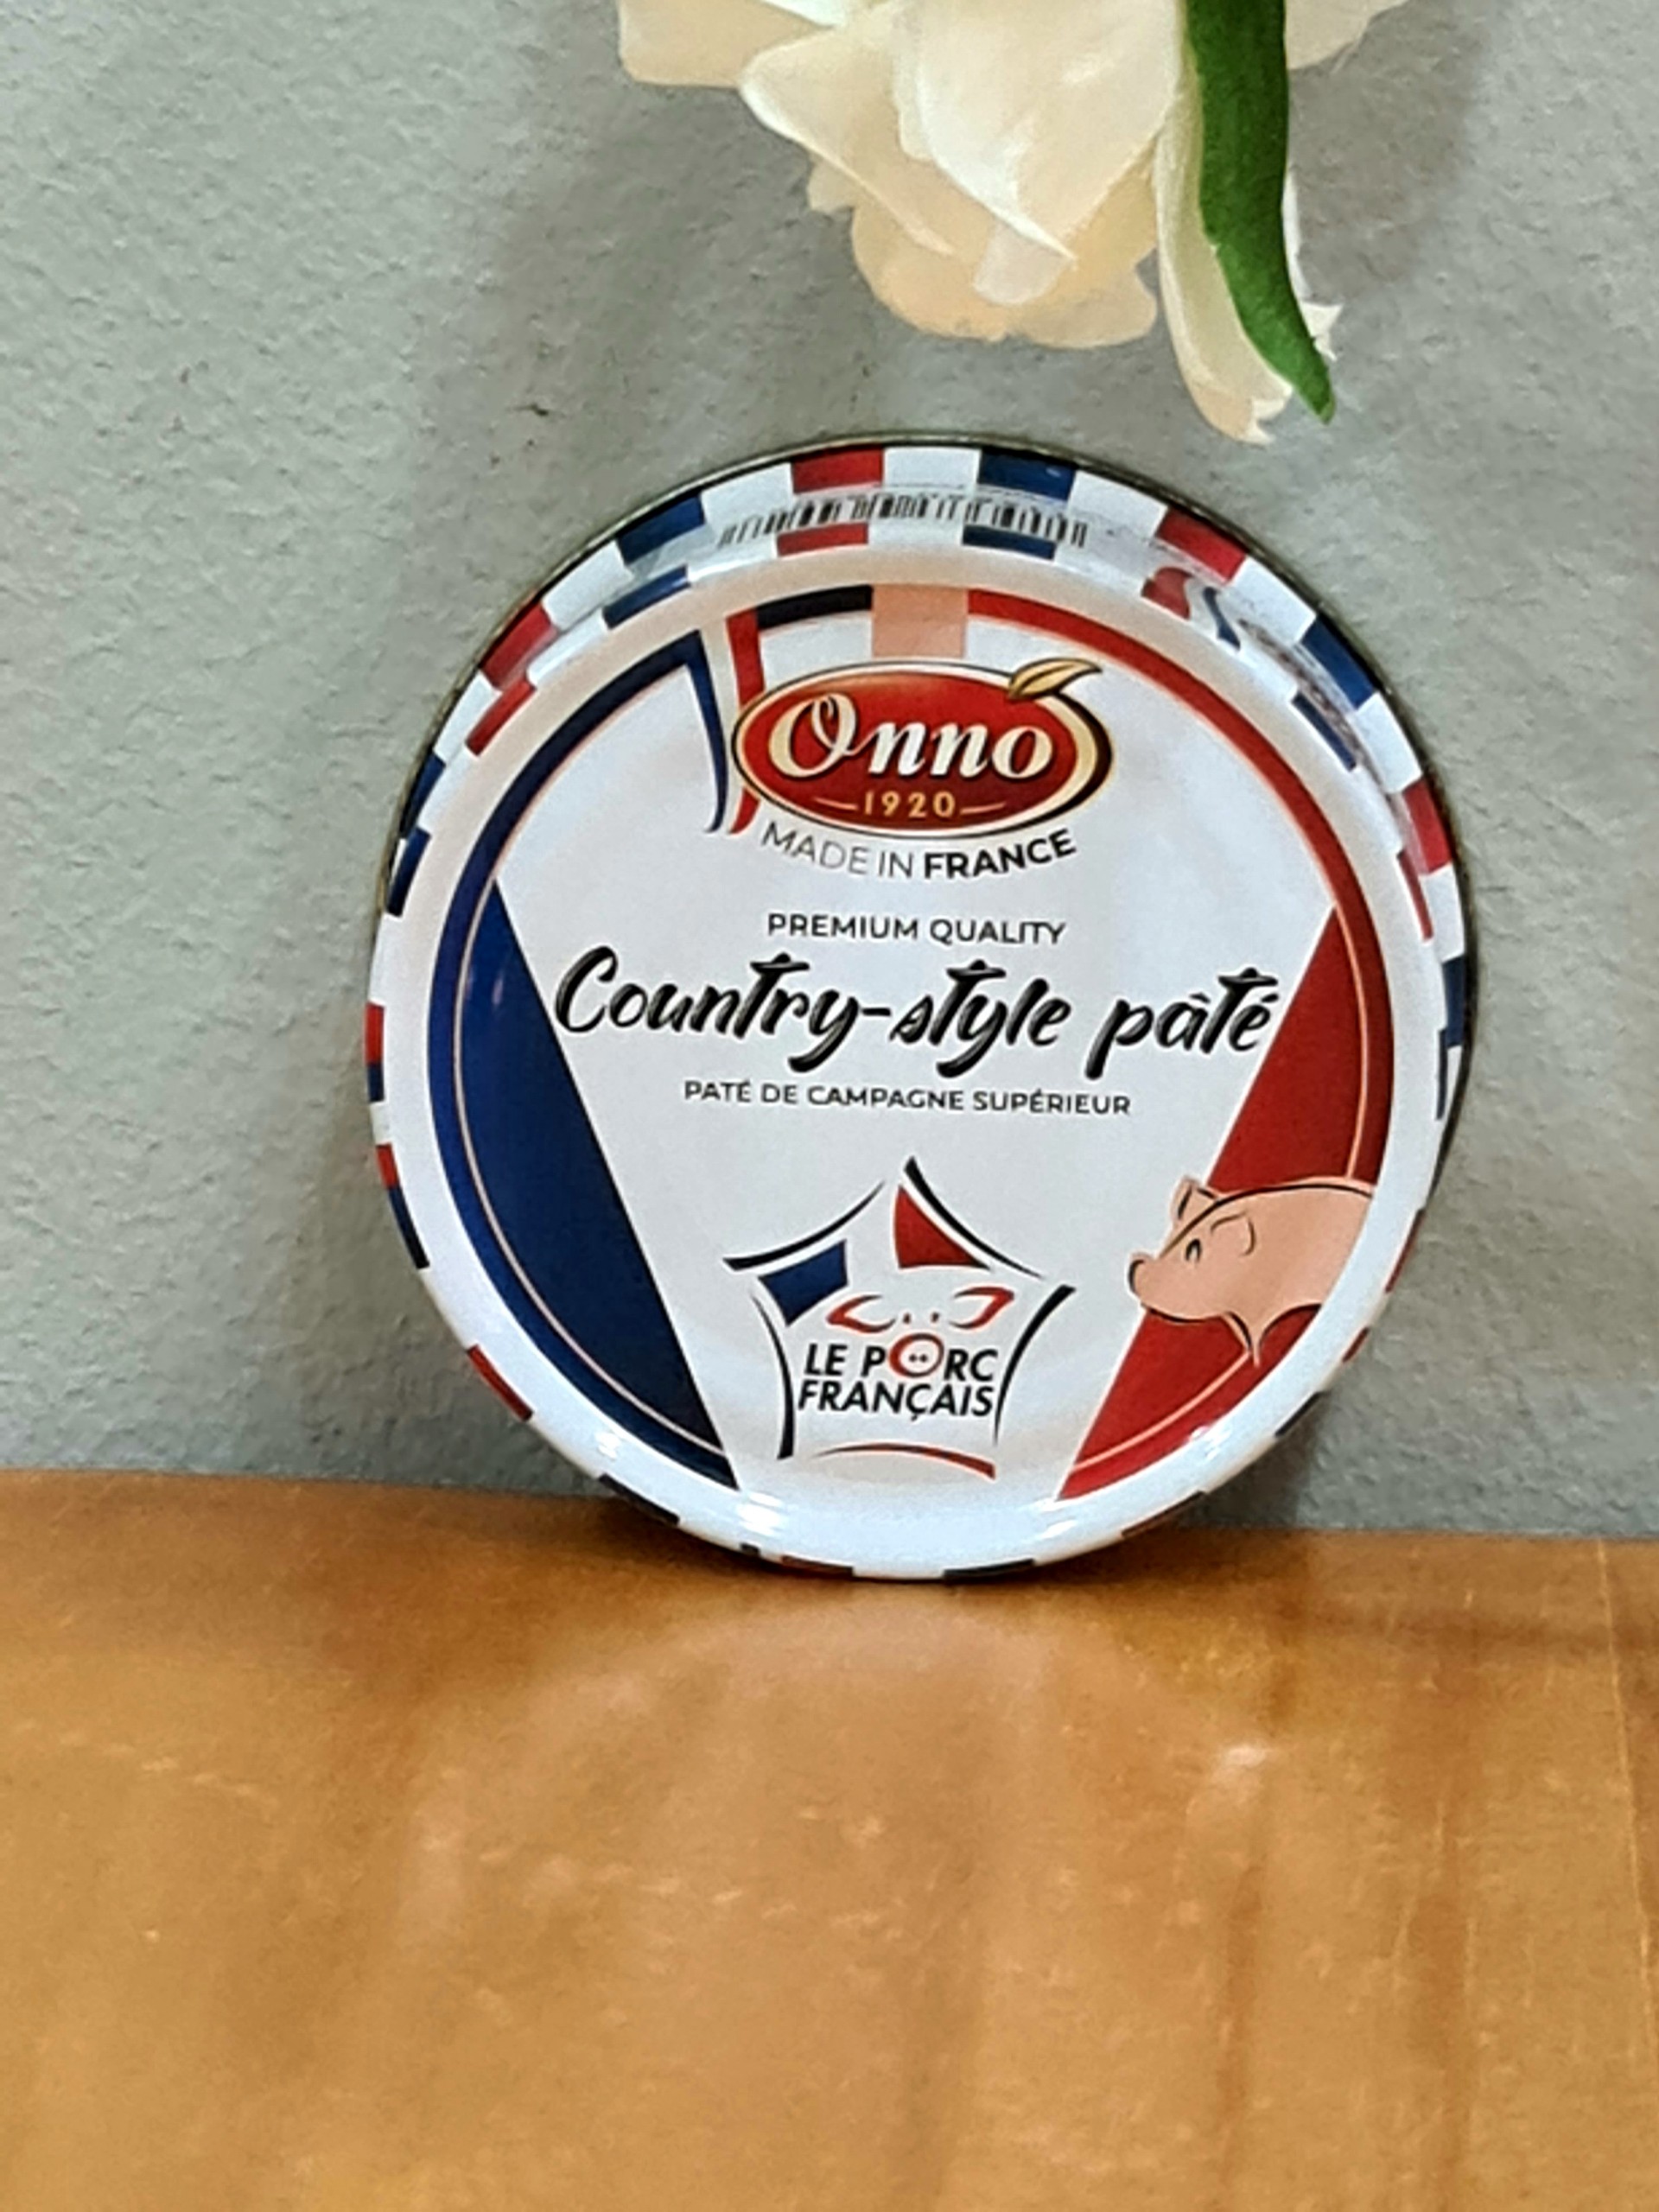 Onno
1920
MADE IN FRANCE
PREMIUM QUALITY
Country-style pâté
PATÉ DE CAMPAGNE SUPÉRIEUR
LE PORC
FRANÇAIS